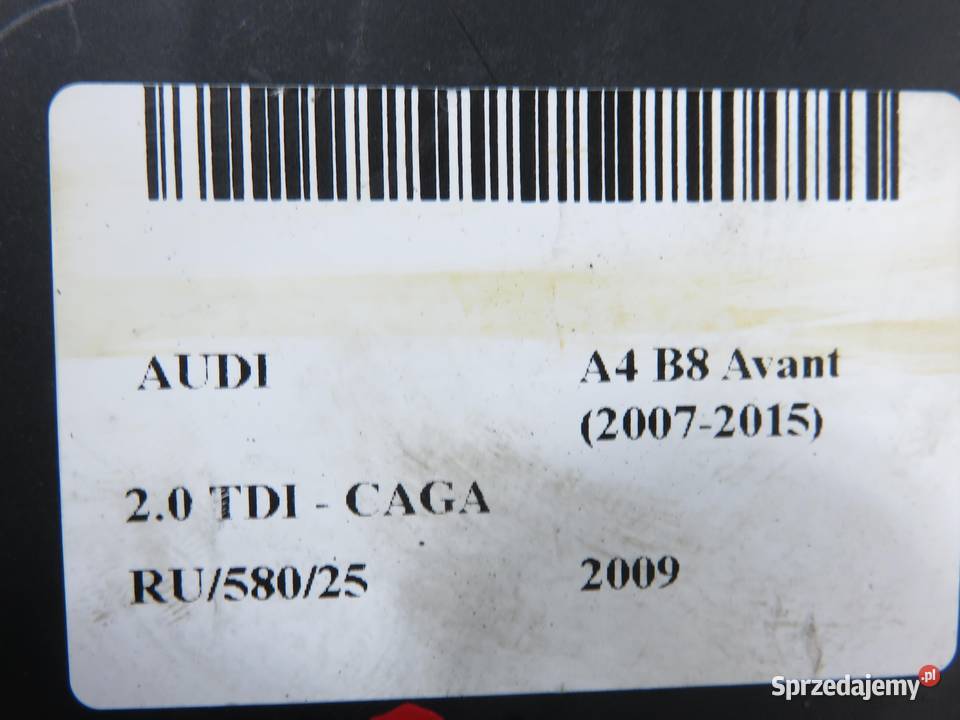 AUDI A4 B8 Avant
(2007-2015)
2.0 TDI - CAGA
RU/580/25 2009
Sprzedajemy.pl